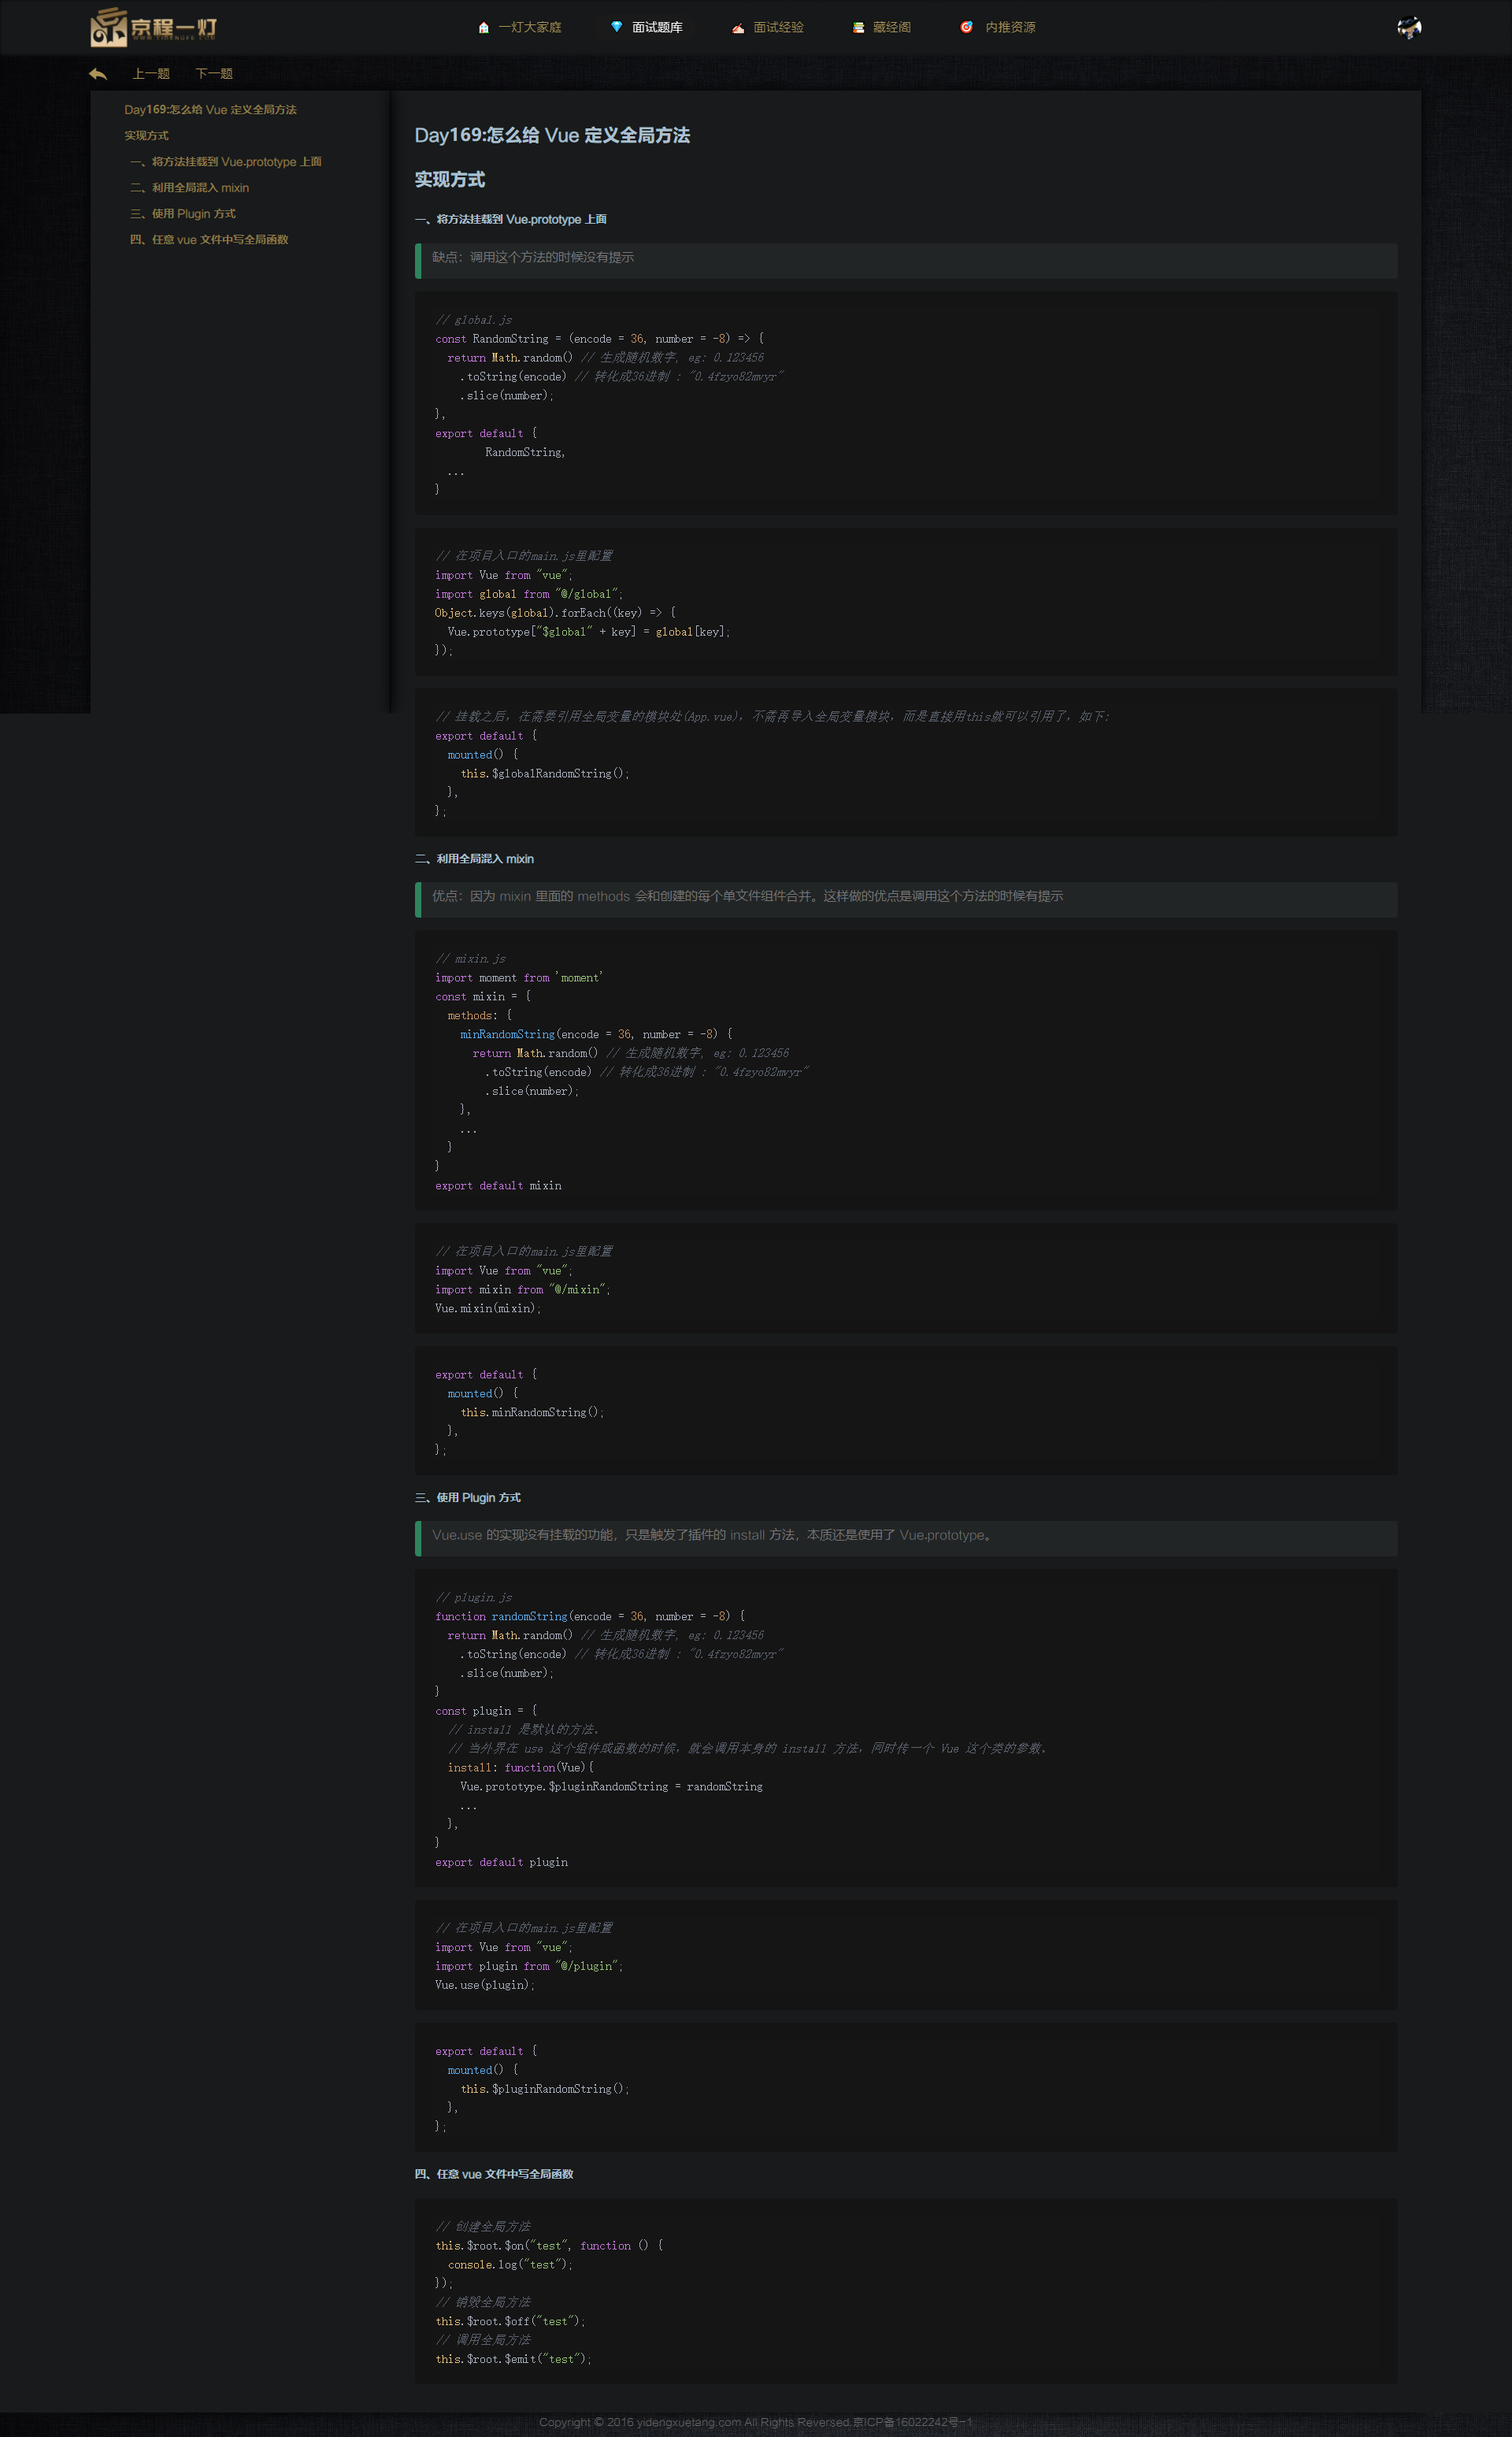 京程一灯
WWW.YIDENGFE.COM
一灯大家庭
面试题库
面试经验
藏经阁
内推资源
上一题
下一题
Day169:怎么给 Vue 定义全局方法
实现方式
一、将方法挂载到 Vue.prototype 上面
二、利用全局混入 mixin
三、使用 Plugin 方式
四、任意 vue 文件中写全局函数
Day169:怎么给 Vue 定义全局方法
实现方式
一、将方法挂载到 Vue.prototype 上面
缺点：调用这个方法的时候没有提示
// global.js
const RandomString = (encode = 36, number = -8) => {
  return Math.random() // 生成随机数字, eg: 0.123456
    .toString(encode) // 转化成36进制 : "0.4fzyo82mvyr"
    .slice(number);
},
export default {
        RandomString,
  ...
}
// 在项目入口的main.js里配置
import Vue from "vue";
import global from "@/global";
Object.keys(global).forEach((key) => {
  Vue.prototype["$global" + key] = global[key];
});
// 挂载之后，在需要引用全局变量的模块处(App.vue)，不需再导入全局变量模块，而是直接用this就可以引用了，如下:
export default {
  mounted() {
    this.$globalRandomString();
  },
};
二、利用全局混入 mixin
优点：因为 mixin 里面的 methods 会和创建的每个单文件组件合并。这样做的优点是调用这个方法的时候有提示
// mixin.js
import moment from 'moment'
const mixin = {
  methods: {
    minRandomString(encode = 36, number = -8) {
      return Math.random() // 生成随机数字, eg: 0.123456
        .toString(encode) // 转化成36进制 : "0.4fzyo82mvyr"
        .slice(number);
    },
    ...
  }
}
export default mixin
// 在项目入口的main.js里配置
import Vue from "vue";
import mixin from "@/mixin";
Vue.mixin(mixin);
export default {
  mounted() {
    this.minRandomString();
  },
};
三、使用 Plugin 方式
Vue.use 的实现没有挂载的功能，只是触发了插件的 install 方法，本质还是使用了 Vue.prototype。
// plugin.js
function randomString(encode = 36, number = -8) {
  return Math.random() // 生成随机数字, eg: 0.123456
    .toString(encode) // 转化成36进制 : "0.4fzyo82mvyr"
    .slice(number);
}
const plugin = {
  // install 是默认的方法.
  // 当外界在 use 这个组件或函数的时候，就会调用本身的 install 方法，同时传一个 Vue 这个类的参数.
  install: function(Vue){
    Vue.prototype.$pluginRandomString = randomString
    ...
  },
}
export default plugin
// 在项目入口的main.js里配置
import Vue from "vue";
import plugin from "@/plugin";
Vue.use(plugin);
export default {
  mounted() {
    this.$pluginRandomString();
  },
};
四、任意 vue 文件中写全局函数
// 创建全局方法
this.$root.$on("test", function () {
  console.log("test");
});
// 销毁全局方法
this.$root.$off("test");
// 调用全局方法
this.$root.$emit("test");
Copyright © 2016 yidengxuetang.com All Rights Reversed.京ICP备16022242号-1